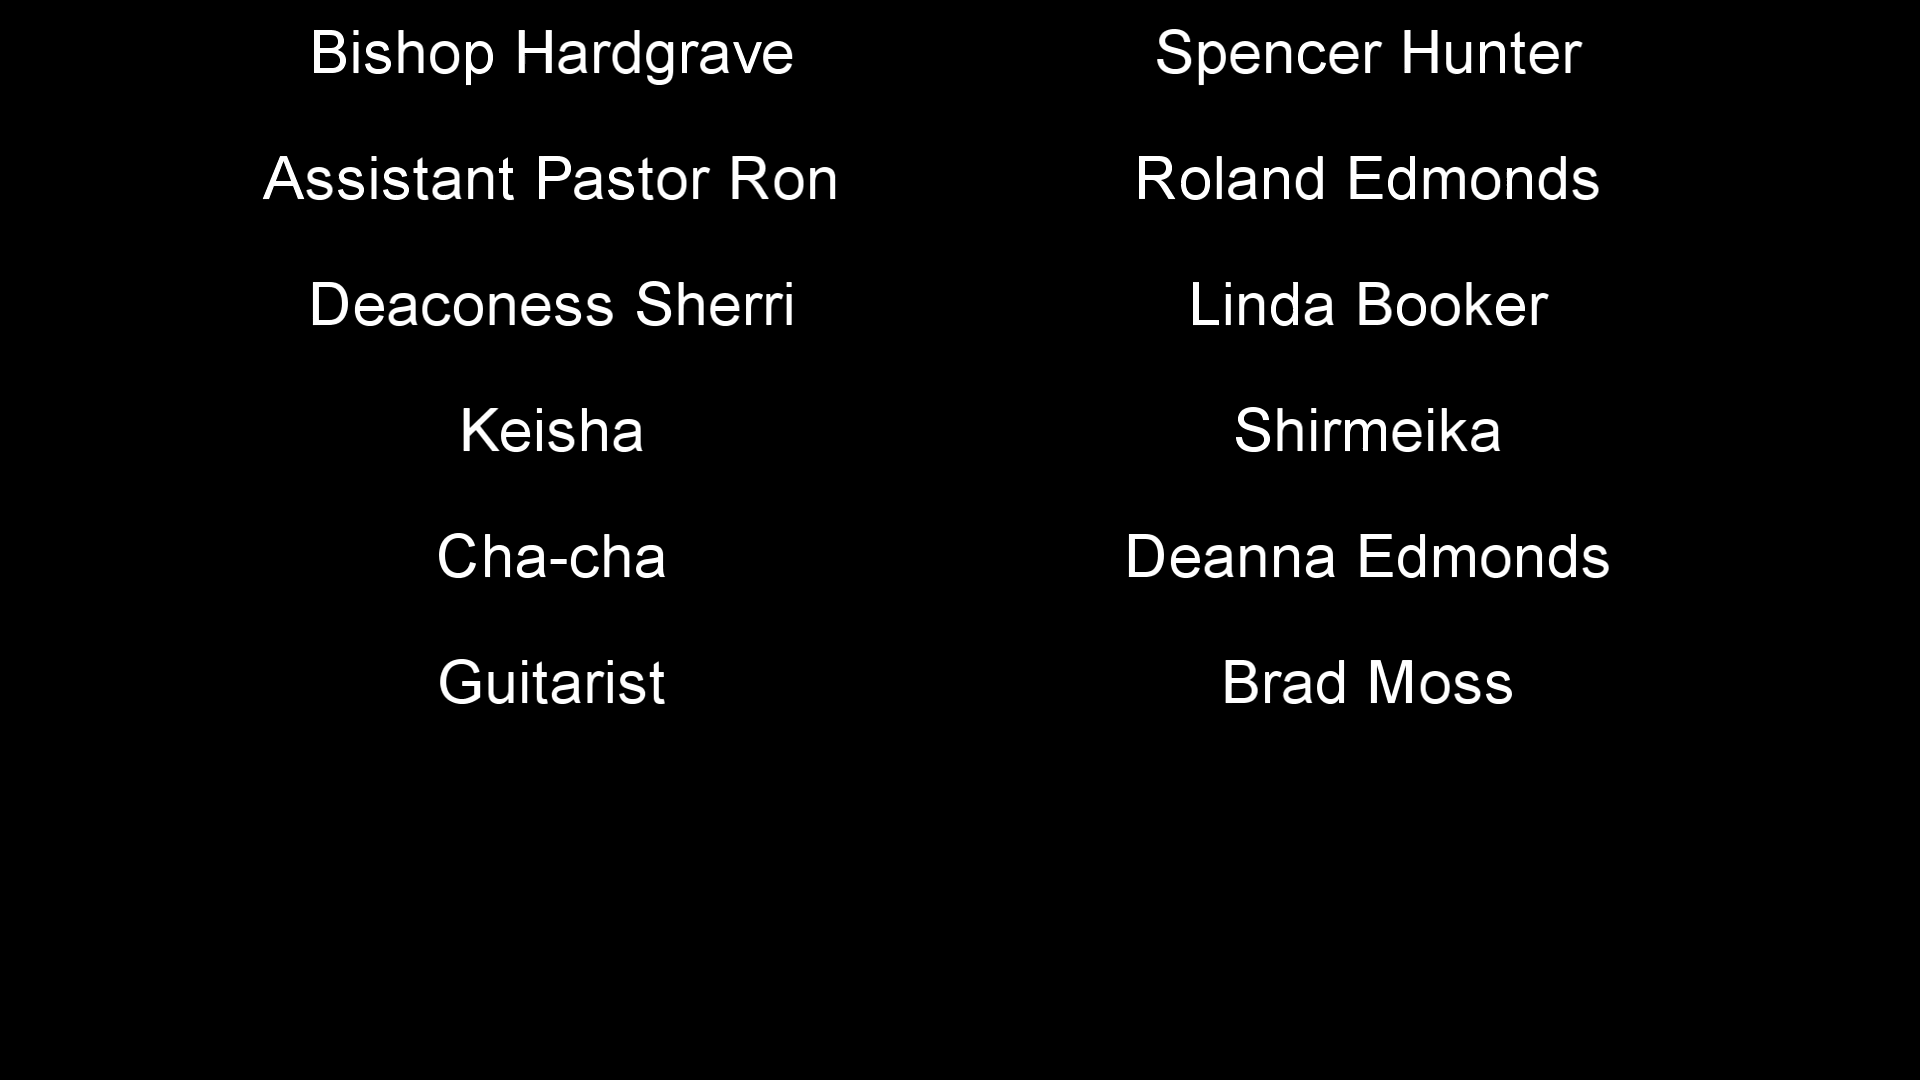 Bishop Hardgrave Spencer Hunter
Assistant Pastor Ron Roland Edmonds
Deaconess Sherri Linda Booker
Keisha Shirmeika
Cha-cha Deanna Edmonds
Guitarist Brad Moss